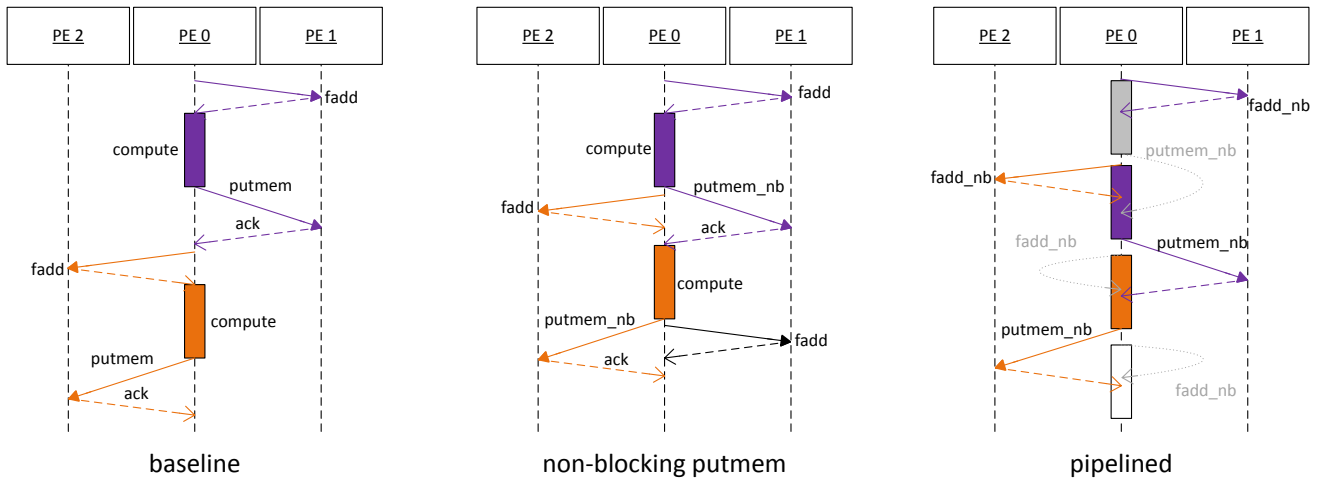 PE 2 PE 0 PE 1
fadd
compute
putmem
ack
fadd
compute
putmem
ack
baseline
PE 2 PE 0 PE 1
fadd
compute
putmem_nb
fadd
ack
compute
putmem_nb
fadd
ack
non-blocking putmem
PE 2 PE 0 PE 1
fadd_nb
putmem_nb
fadd_nb
fadd_nb
putmem_nb
putmem_nb
fadd_nb
pipelined